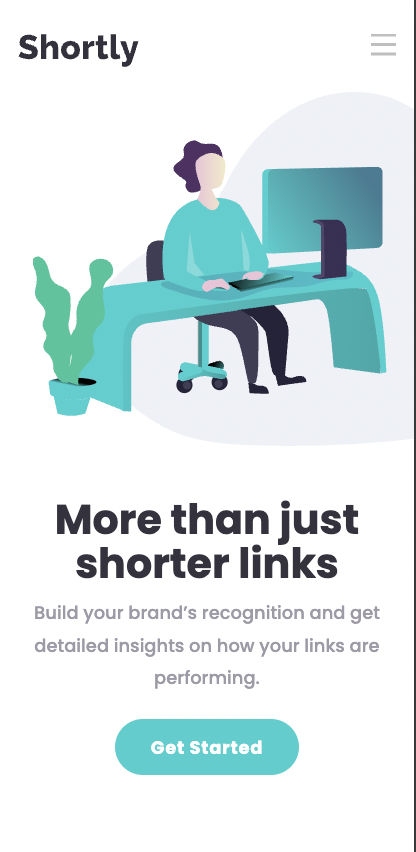 Shortly
More than just
shorter links
Build your brand’s recognition and get
detailed insights on how your links are
performing.
Get Started